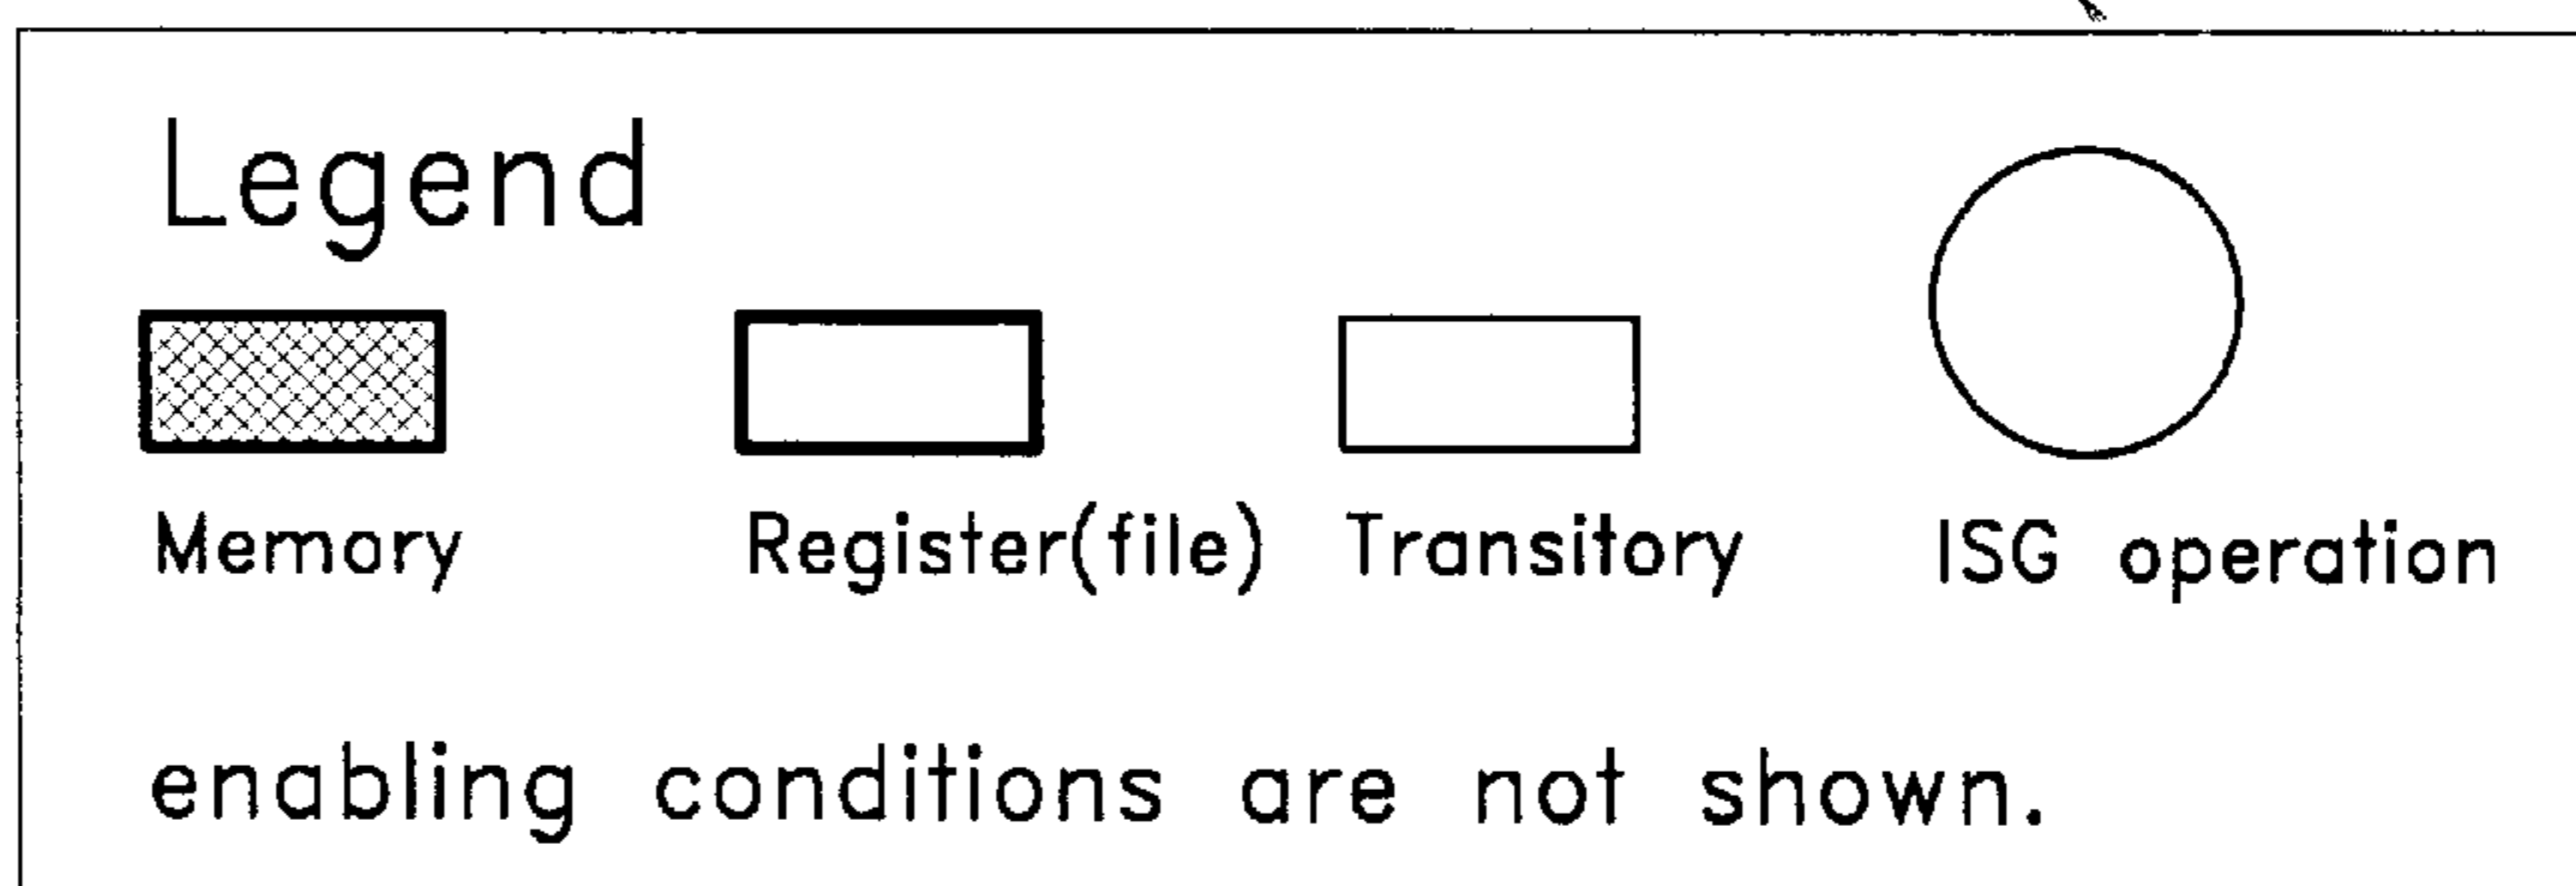 Legend
Memory Register(file) Transitory ISG operation
enabling conditions are not shown.